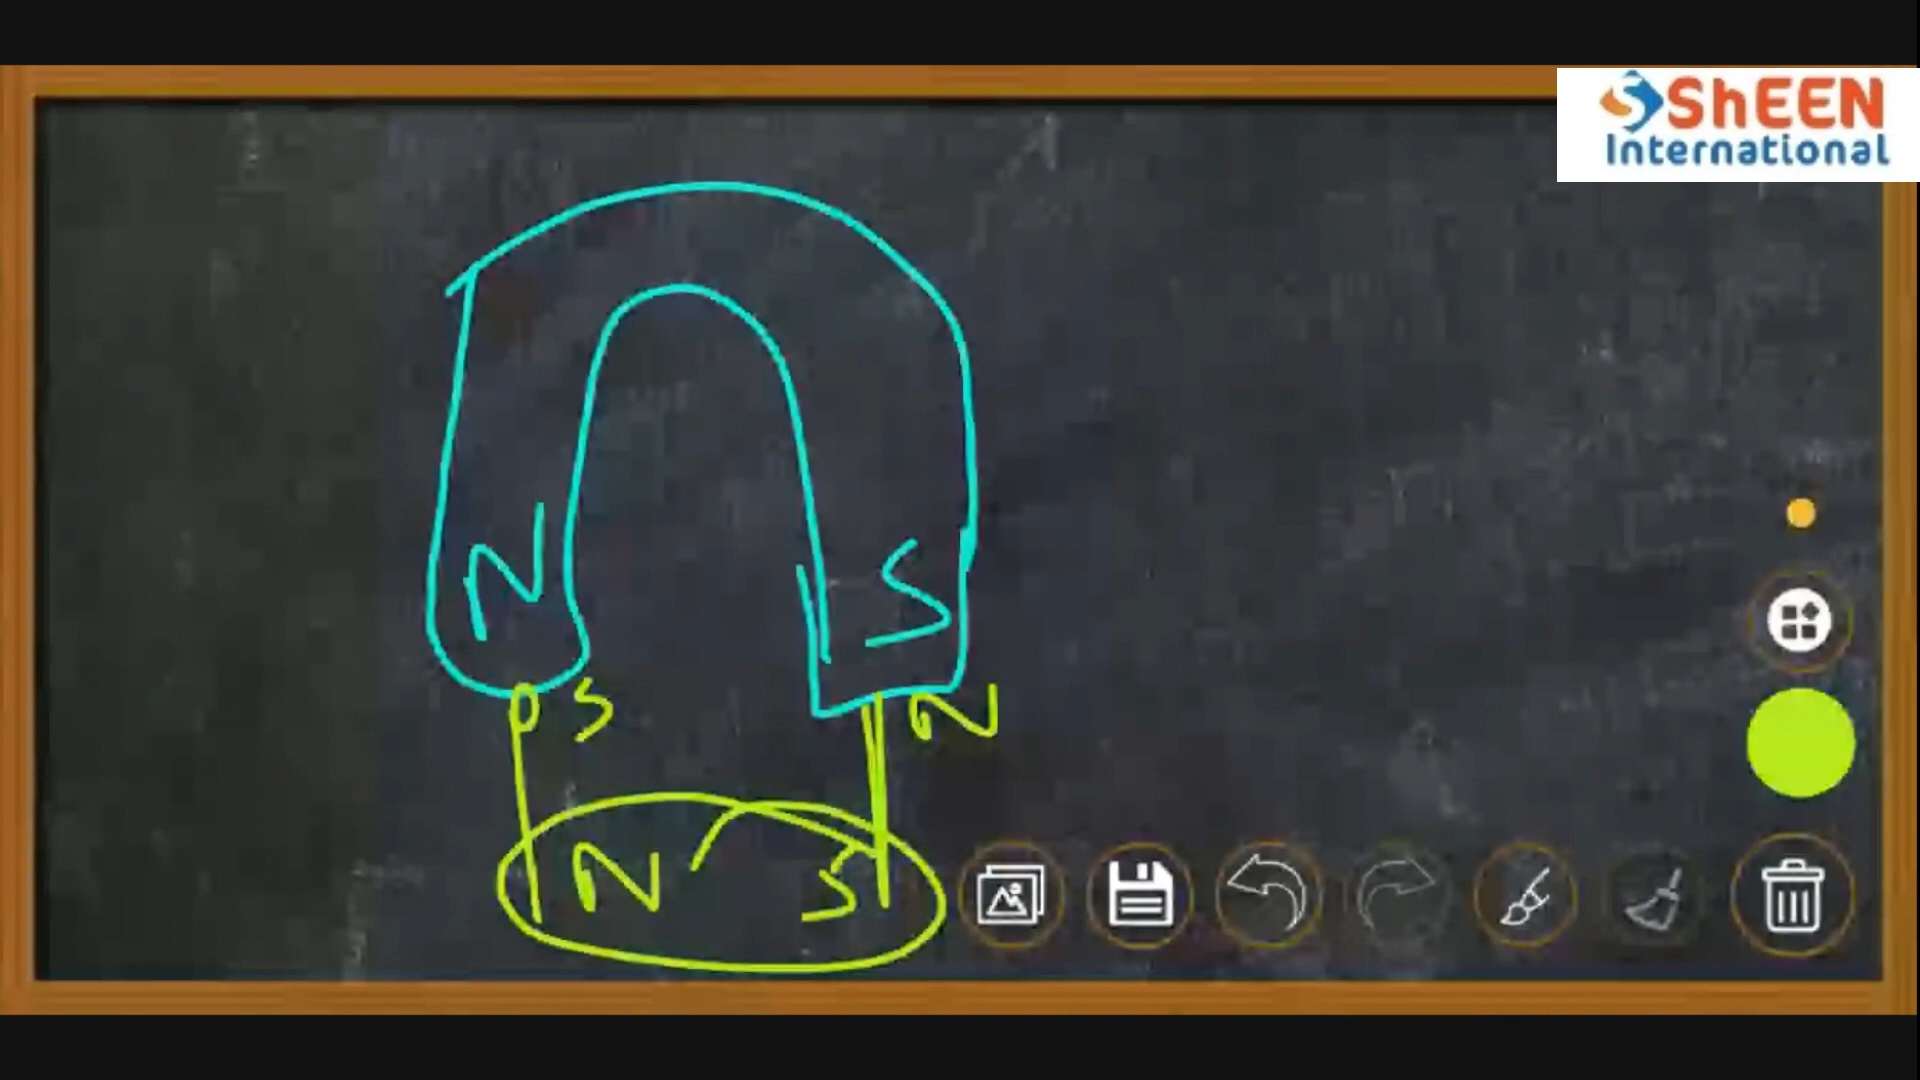 ShEEN
International
N S
S N
N S